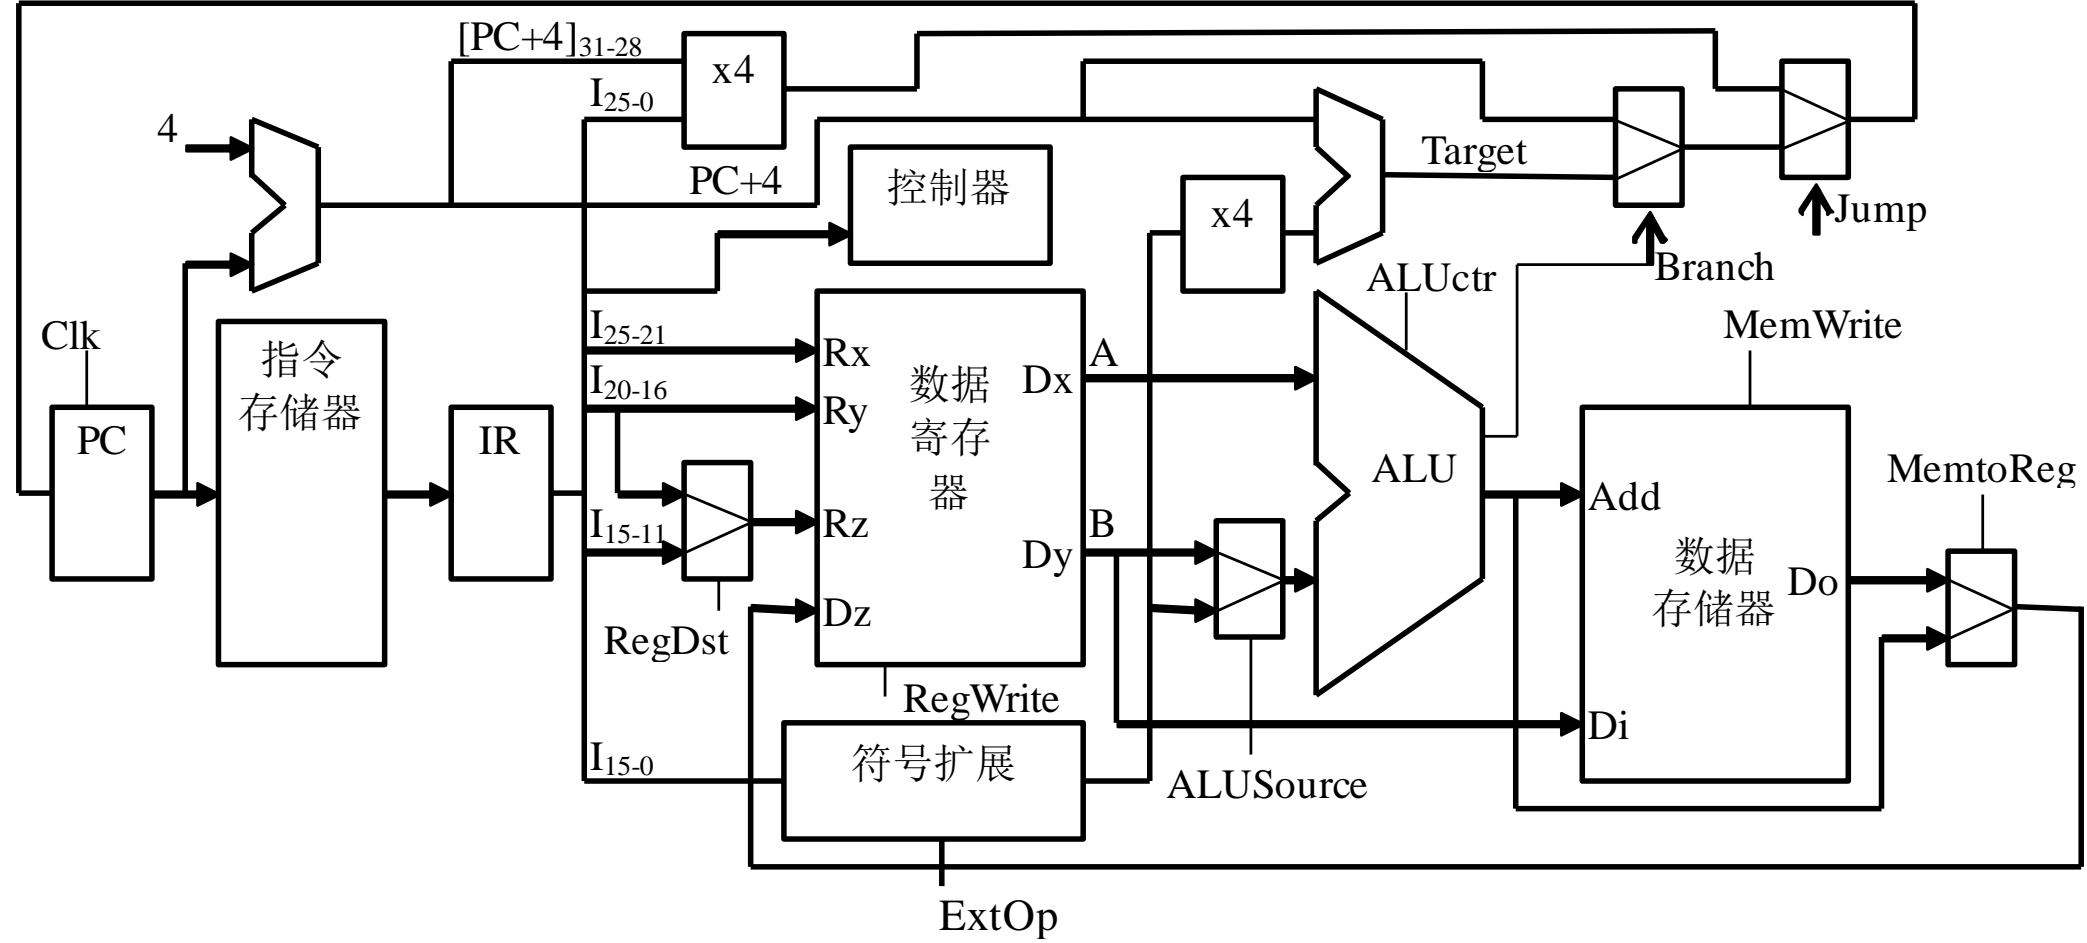 [PC+4]31-28
x4
I25-0
4
PC+4
控制器
Target
x4
Jump
Branch
ALUctr
MemWrite
Clk
指令
存储器
I25-21
Rx
A
Dx
数据
寄存
器
I20-16
Ry
PC
IR
ALU
MemtoReg
Add
I15-11
Rz
B
Dy
数据
存储器
Do
Dz
RegDst
RegWrite
Di
I15-0
符号扩展
ALUSource
ExtOp